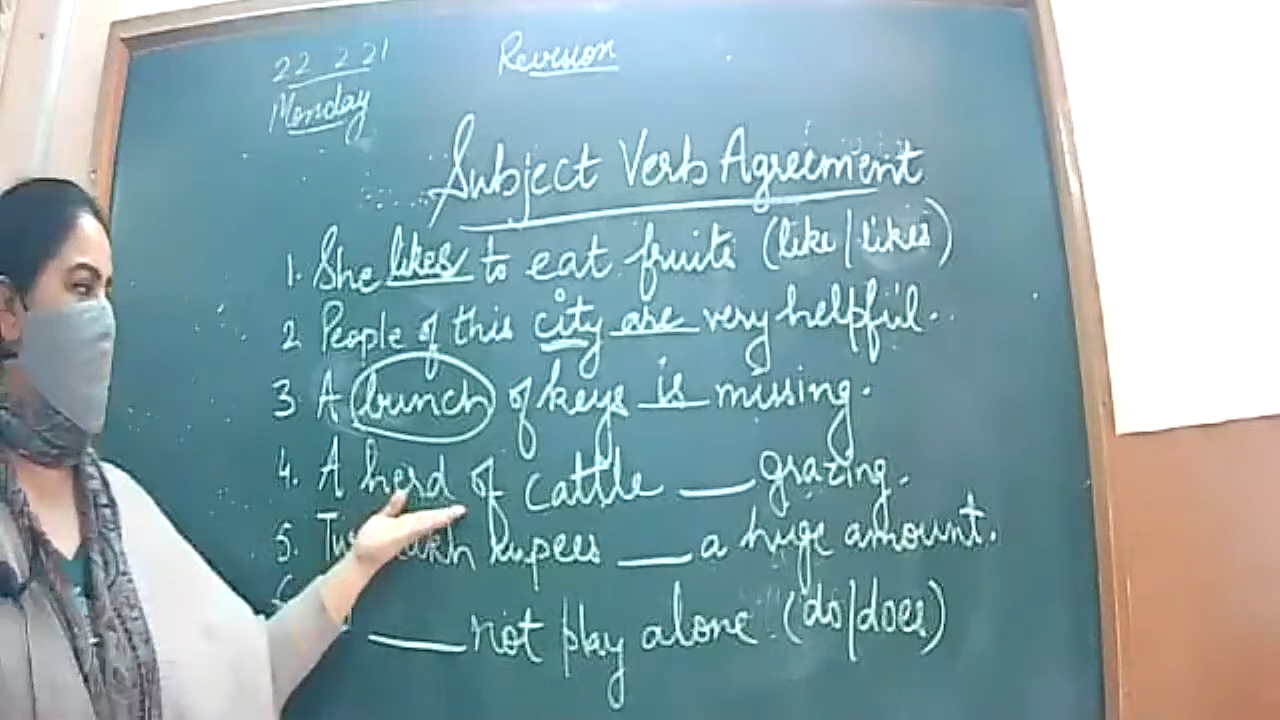 22 2 21
Revision
Monday
Subject Verb Agreement
1. She likes to eat fruits (like/likes)
2. People of this city are very helpful.
3 A bunch of keys is missing.
4. A herd of cattle ___ grazing.
5. rupees ___ a huge amount.
___ not play alone. (do/does)